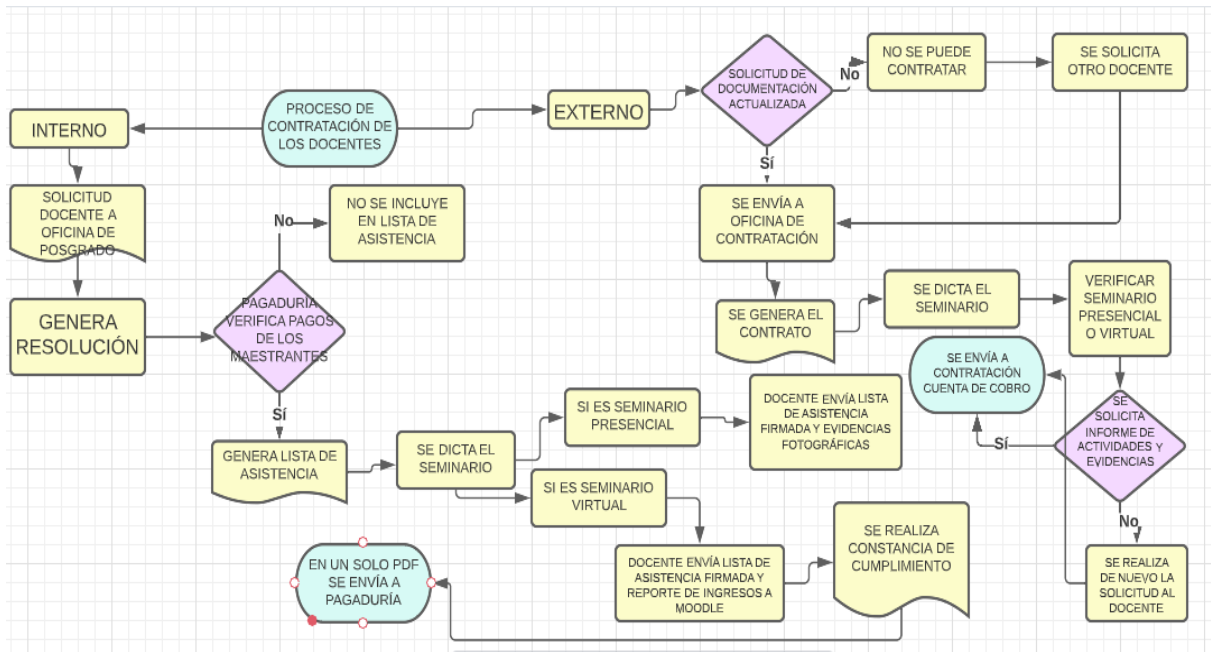 PROCESO DE
CONTRATACIÓN DE
LOS DOCENTES
INTERNO
SOLICITUD
DOCENTE A
OFICINA DE
POSGRADO
GENERA
RESOLUCIÓN
PAGADURÍA
VERIFICA PAGOS
DE LOS
MAESTRANTES
No
NO SE INCLUYE
EN LISTA DE
ASISTENCIA
Sí
GENERA LISTA DE
ASISTENCIA
SE DICTA EL
SEMINARIO
SI ES SEMINARIO
PRESENCIAL
DOCENTE ENVÍA LISTA
DE ASISTENCIA
FIRMADA Y EVIDENCIAS
FOTOGRÁFICAS
SI ES SEMINARIO
VIRTUAL
DOCENTE ENVÍA LISTA DE
ASISTENCIA FIRMADA Y
REPORTE DE INGRESOS A
MOODLE
SE REALIZA
CONSTANCIA DE
CUMPLIMIENTO
EN UN SOLO PDF
SE ENVÍA A
PAGADURÍA
EXTERNO
SOLICITUD DE
DOCUMENTACIÓN
ACTUALIZADA
No
NO SE PUEDE
CONTRATAR
SE SOLICITA
OTRO DOCENTE
Sí
SE ENVÍA A
OFICINA DE
CONTRATACIÓN
SE GENERA EL
CONTRATO
SE DICTA EL
SEMINARIO
VERIFICAR
SEMINARIO
PRESENCIAL
O VIRTUAL
SE
SOLICITA
INFORME DE
ACTIVIDADES Y
EVIDENCIAS
Sí
SE ENVÍA A
CONTRATACIÓN
CUENTA DE COBRO
No
SE REALIZA
DE NUEVO LA
SOLICITUD AL
DOCENTE